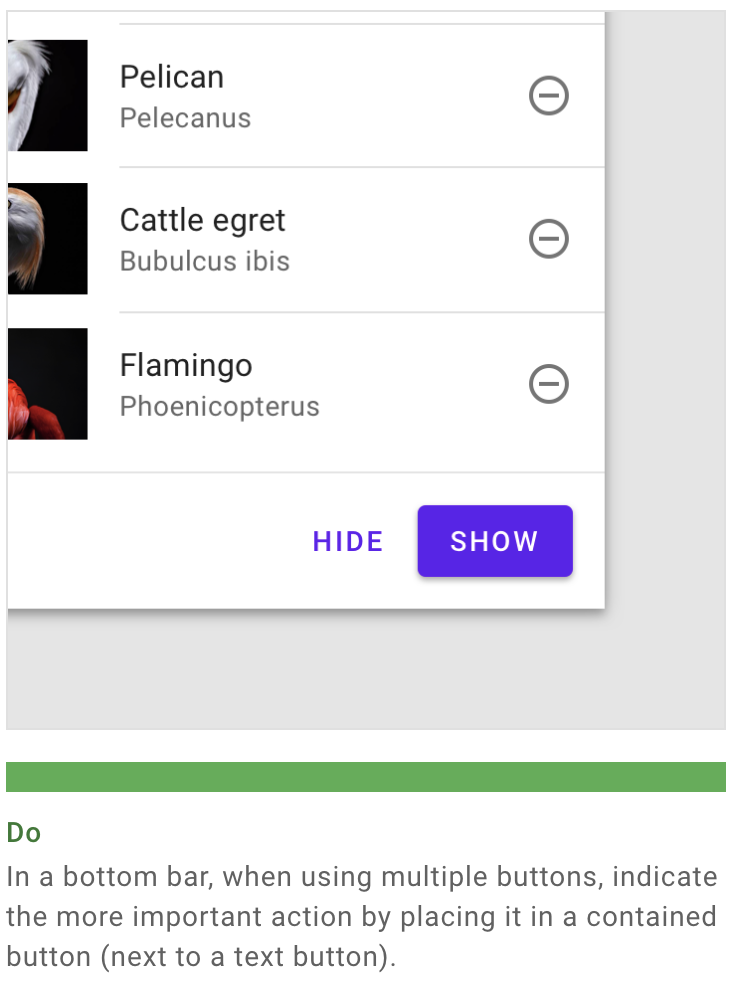 Pelican
Pelecanus
Cattle egret
Bubulcus ibis
Flamingo
Phoenicopterus
HIDE SHOW
Do
In a bottom bar, when using multiple buttons, indicate
the more important action by placing it in a contained
button (next to a text button).